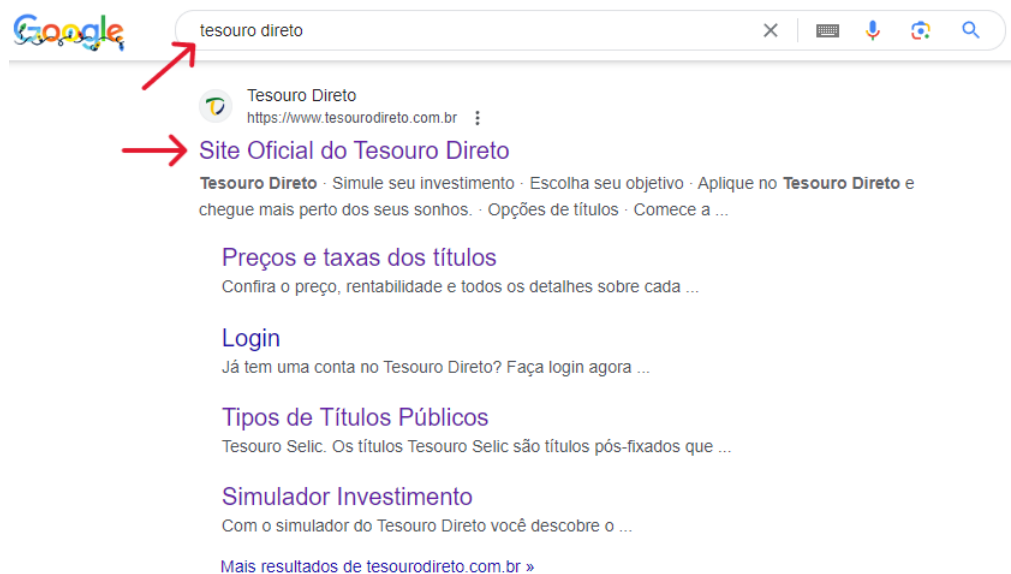 Google
tesouro direto
Tesouro Direto
https://www.tesourodireto.com.br
Site Oficial do Tesouro Direto
Tesouro Direto · Simule seu investimento · Escolha seu objetivo · Aplique no Tesouro Direto e
chegue mais perto dos seus sonhos. · Opções de títulos · Comece a ...
Preços e taxas dos títulos
Confira o preço, rentabilidade e todos os detalhes sobre cada ...
Login
Já tem uma conta no Tesouro Direto? Faça login agora ...
Tipos de Títulos Públicos
Tesouro Selic. Os títulos Tesouro Selic são títulos pós-fixados que ...
Simulador Investimento
Com o simulador do Tesouro Direto você descobre o ...
Mais resultados de tesourodireto.com.br »